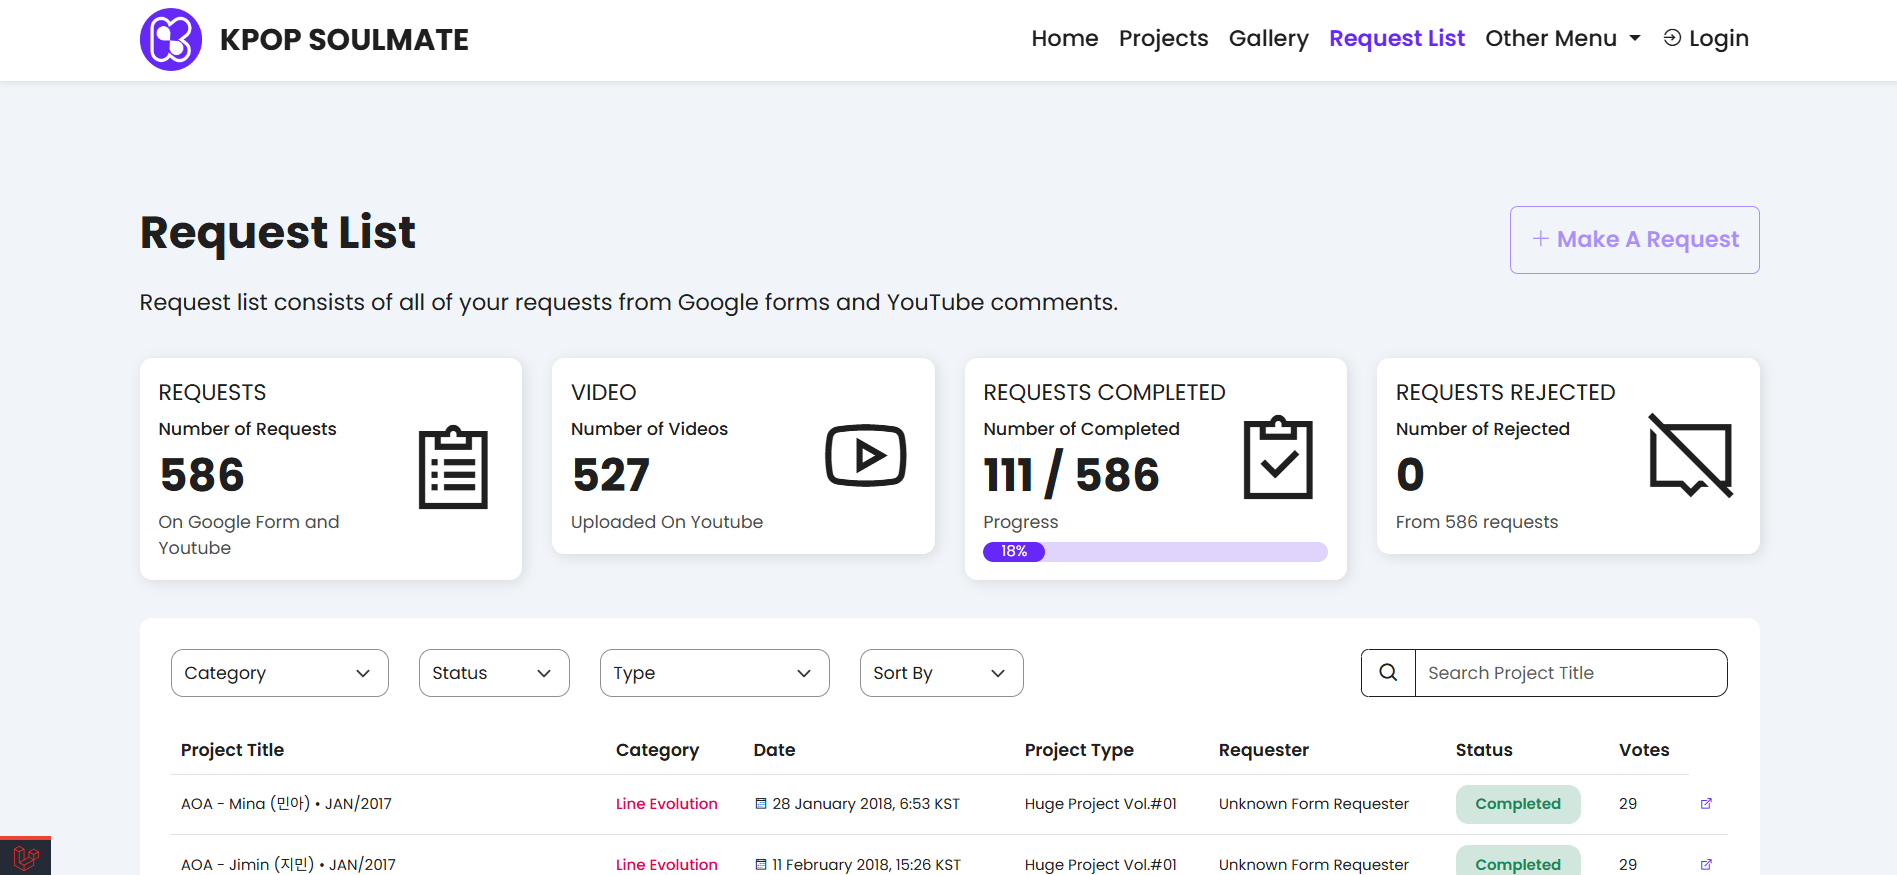 KPOP SOULMATE
Home Projects Gallery Request List Other Menu Login
Request List
Make A Request
Request list consists of all of your requests from Google forms and YouTube comments.
REQUESTS
Number of Requests
586
On Google Form and
Youtube
VIDEO
Number of Videos
527
Uploaded On Youtube
REQUESTS COMPLETED
Number of Completed
111 / 586
Progress
18%
REQUESTS REJECTED
Number of Rejected
0
From 586 requests
Category Status Type Sort By Search Project Title
Project Title Category Date Project Type Requester Status Votes
AOA - Mina (민아) • JAN/2017 Line Evolution 28 January 2018, 6:53 KST Huge Project Vol.#01 Unknown Form Requester Completed 29
AOA - Jimin (지민) • JAN/2017 Line Evolution 11 February 2018, 15:26 KST Huge Project Vol.#01 Unknown Form Requester Completed 29